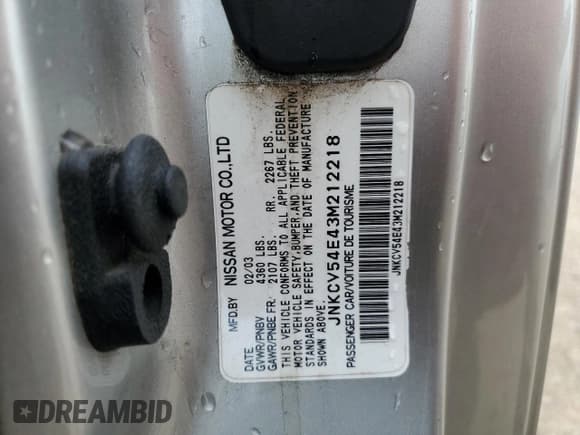 MFD.BY NISSAN MOTOR CO.,LTD
DATE 02/03
GVWR/PNBV 4360 LBS.
GAWR/PNBE FR. 2107 LBS. RR. 2267 LBS.
THIS VEHICLE CONFORMS TO ALL APPLICABLE FEDERAL
MOTOR VEHICLE SAFETY,BUMPER,AND THEFT PREVENTION
STANDARDS IN EFFECT ON THE DATE OF MANUFACTURE
SHOWN ABOVE.
JNKCV54E43M212218
PASSENGER CAR/VOITURE DE TOURISME
JNKCV54E43M212218
DREAMBID